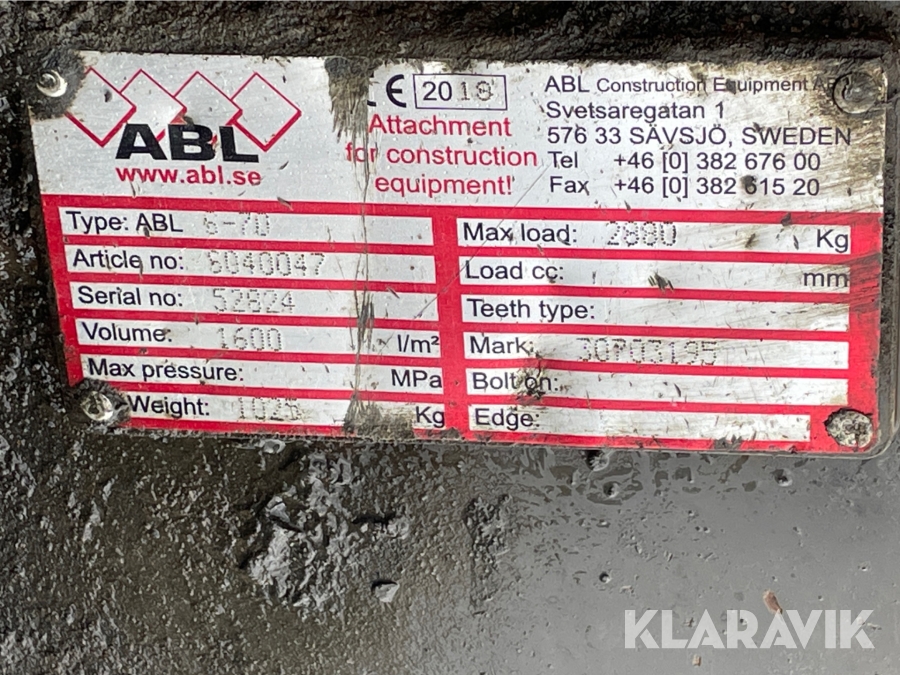 ABL
www.abl.se
CE 2018
Attachment
for construction
equipment!
ABL Construction Equipment AB
Svetsaregatan 1
576 33 SÄVSJÖ, SWEDEN
Tel +46 [0] 382 676 00
Fax +46 [0] 382 615 20
Type: ABL 6-70
Article no: 6040047
Serial no: 52824
Volume: 1600 l/m²
Max pressure: MPa
Weight: 1025 Kg
Max load: 2880 Kg
Load cc: mm
Teeth type:
Mark: 30P03195
Bolt on:
Edge:
KLARAVIK